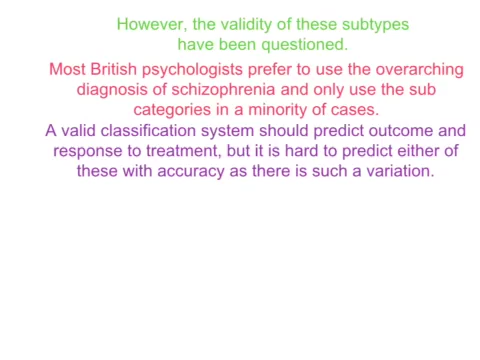 However, the validity of these subtypes
have been questioned.
Most British psychologists prefer to use the overarching
diagnosis of schizophrenia and only use the sub
categories in a minority of cases.
A valid classification system should predict outcome and
response to treatment, but it is hard to predict either of
these with accuracy as there is such a variation.